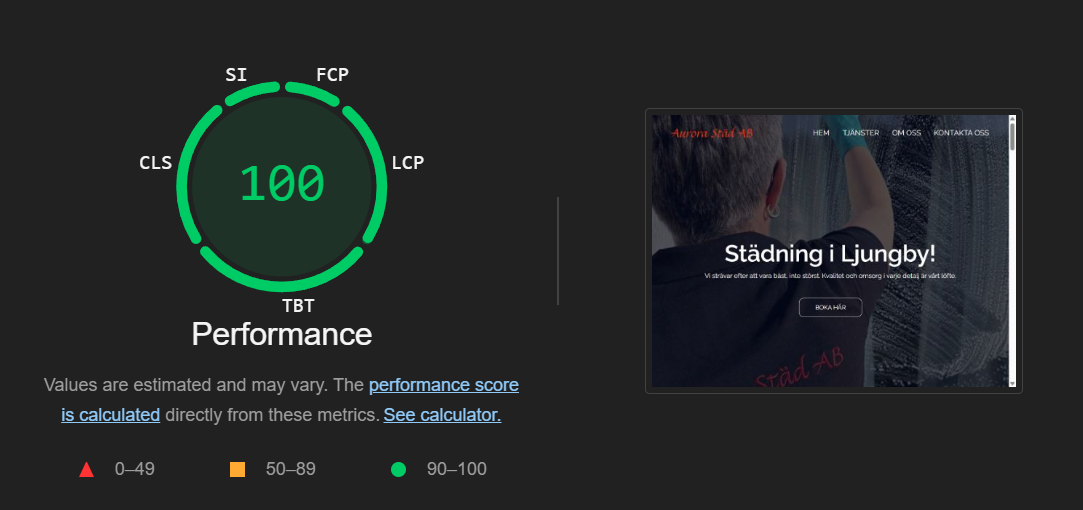 SI
FCP
CLS
LCP
100
TBT
Performance
Values are estimated and may vary. The performance score
is calculated directly from these metrics. See calculator.
0–49
50–89
90–100
Aurora Städ AB
HEM
TJÄNSTER
OM OSS
KONTAKTA OSS
Städning i Ljungby!
Vi strävar efter att vara bäst, inte störst. Kvalitet och omsorg i varje detalj är vårt löfte.
BOKA HÄR
Städ AB